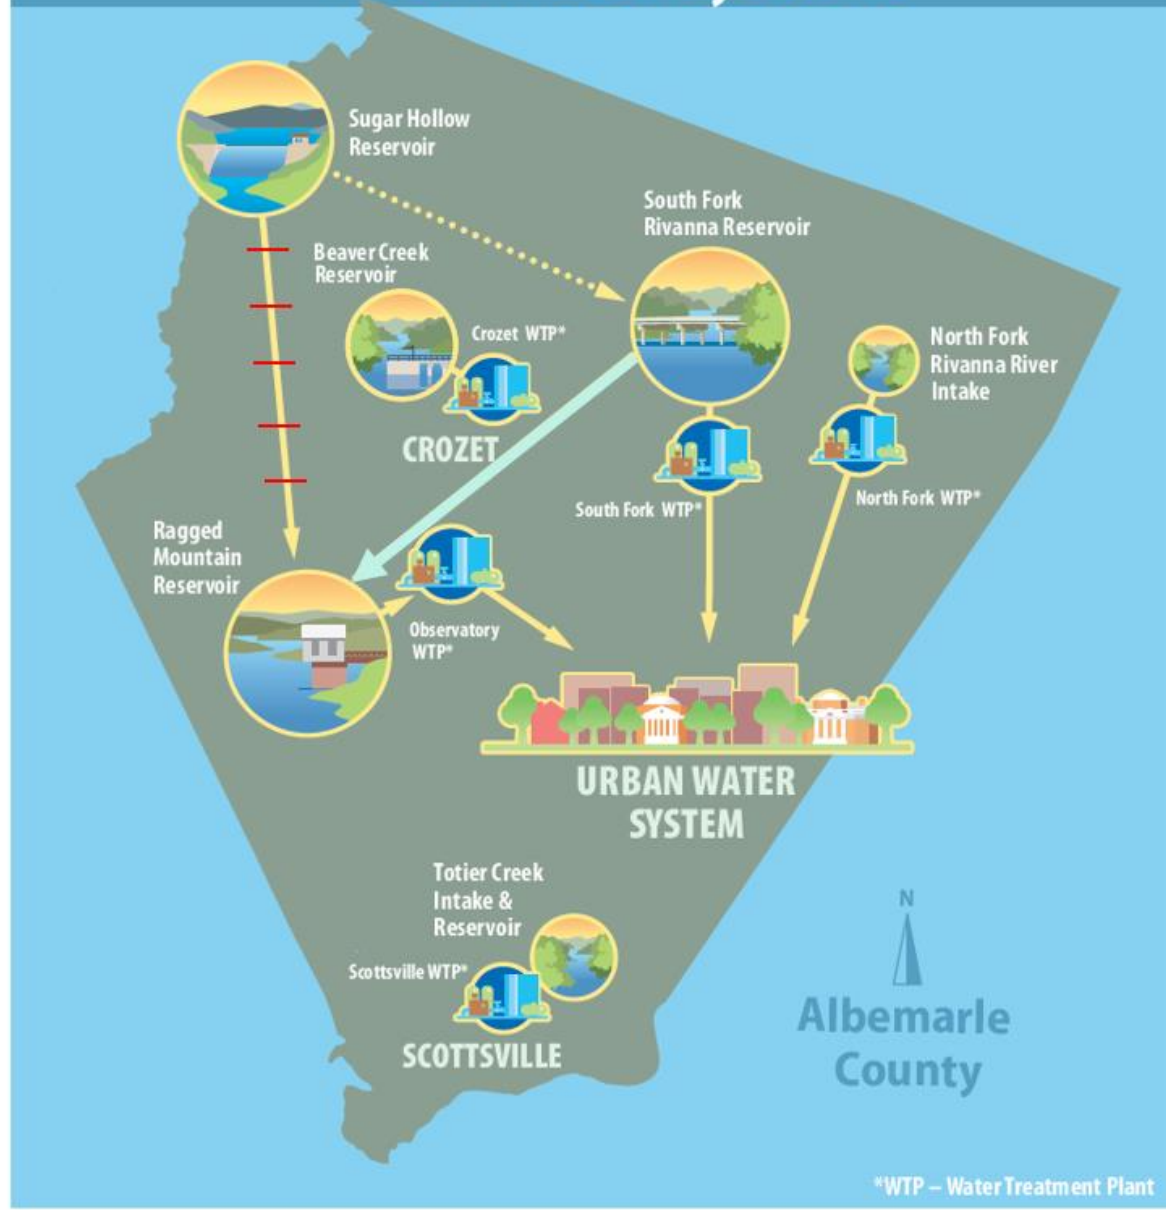 Sugar Hollow
Reservoir
South Fork
Rivanna Reservoir
Beaver Creek
Reservoir
Crozet WTP*
North Fork
Rivanna River
Intake
CROZET
South Fork WTP*
North Fork WTP*
Ragged
Mountain
Reservoir
Observatory
WTP*
URBAN WATER
SYSTEM
Totier Creek
Intake &
Reservoir
Scottsville WTP*
SCOTTSVILLE
N
Albemarle
County
*WTP – Water Treatment Plant